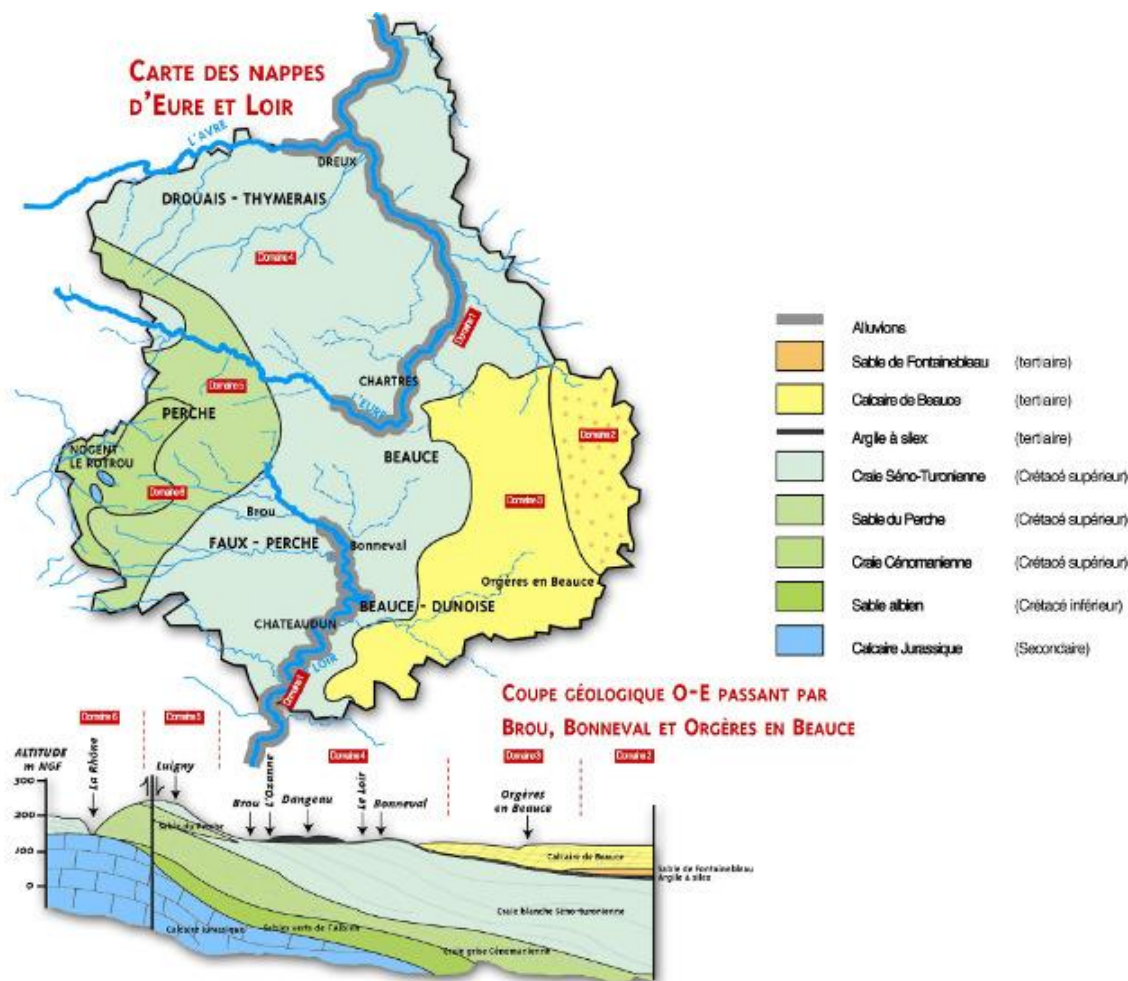 CARTE DES NAPPES
D'EURE ET LOIR
L'AVRE
DREUX
DROUAIS - THYMERAIS
Domaine 4
Domaine 1
CHARTRES
L'EURE
Domaine 5
PERCHE
BEAUCE
Domaine 2
NOGENT
LE ROTROU
Domaine 6
Domaine 3
Brou
FAUX - PERCHE
Bonneval
Orgères en Beauce
BEAUCE - DUNOISE
CHATEAUDUN
LOIR
Domaine 1
Alluvions
Sable de Fontainebleau (tertiaire)
Calcaire de Beauce (tertiaire)
Argile à silex (tertiaire)
Craie Séno-Turonienne (Crétacé supérieur)
Sable du Perche (Crétacé supérieur)
Craie Cénomanienne (Crétacé supérieur)
Sable albien (Crétacé inférieur)
Calcaire Jurassique (Secondaire)
COUPE GÉOLOGIQUE O-E PASSANT PAR
BROU, BONNEVAL ET ORGÈRES EN BEAUCE
Domaine 6
Domaine 5
Domaine 4
Domaine 3
Domaine 2
ALTITUDE
m NGF
300
200
100
0
La Rhône
Luigny
Brou
L'Ozanne
Dangeau
Le Loir
Bonneval
Orgères
en Beauce
Sable du Perche
Calcaire de Beauce
Sable de Fontainebleau
Argile à silex
Craie blanche Séno-turonienne
Calcaire Jurassique
Sables verts de l'Albien
Craie grise Cénomanienne